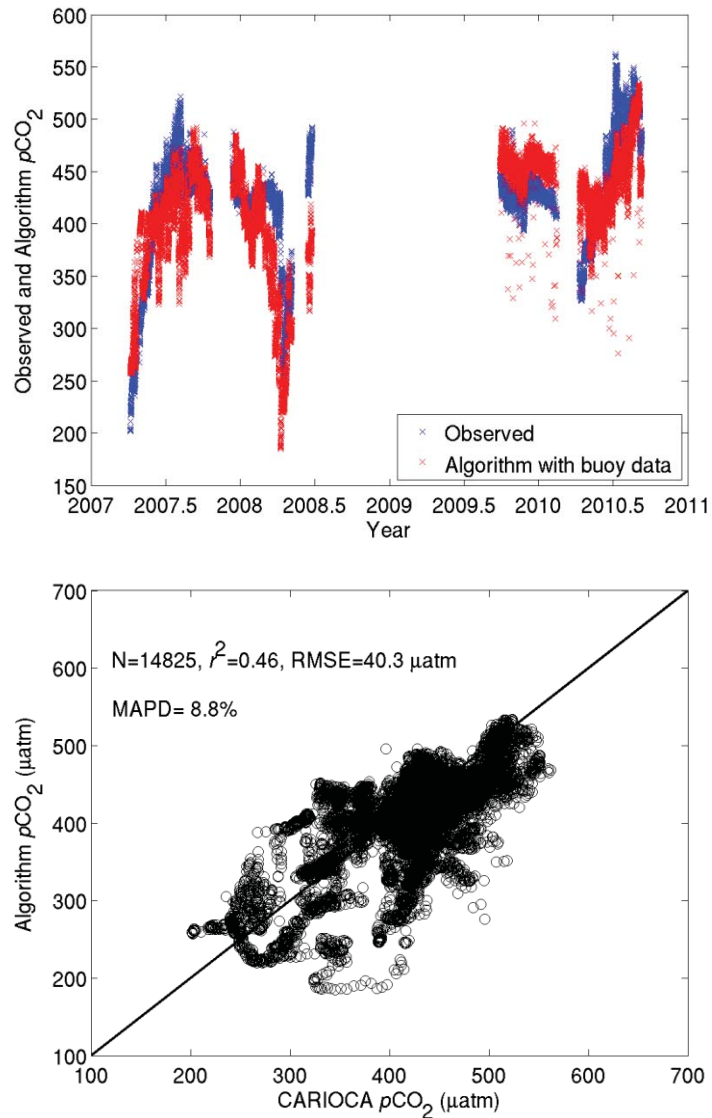 600
550
500
450
400
350
300
250
200
150
Observed and Algorithm pCO2
Observed
Algorithm with buoy data
2007 2007.5 2008 2008.5 2009 2009.5 2010 2010.5 2011
Year
700
600
500
400
300
200
100
Algorithm pCO2 (µatm)
N=14825, r2=0.46, RMSE=40.3 µatm
MAPD= 8.8%
100 200 300 400 500 600 700
CARIOCA pCO2 (µatm)